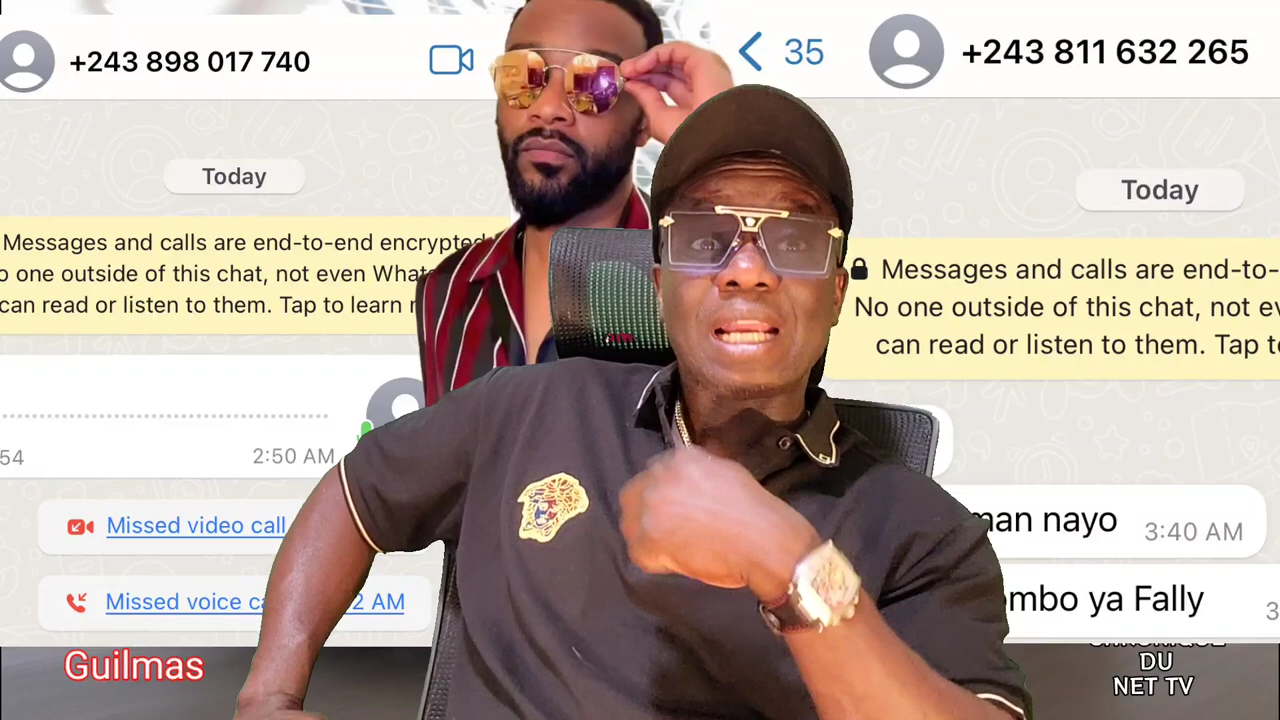 +243 898 017 740
Today
Messages and calls are end-to-end encrypted
o one outside of this chat, not even
can read or listen to them. Tap to learn
54
2:50 AM
Missed video call
Missed voice
2 AM
Guilmas
35
+243 811 632 265
Today
Messages and calls are end-to-
No one outside of this chat, not
can read or listen to them. Tap
nayo
3:40 AM
ya Fally
3
DU
NET TV